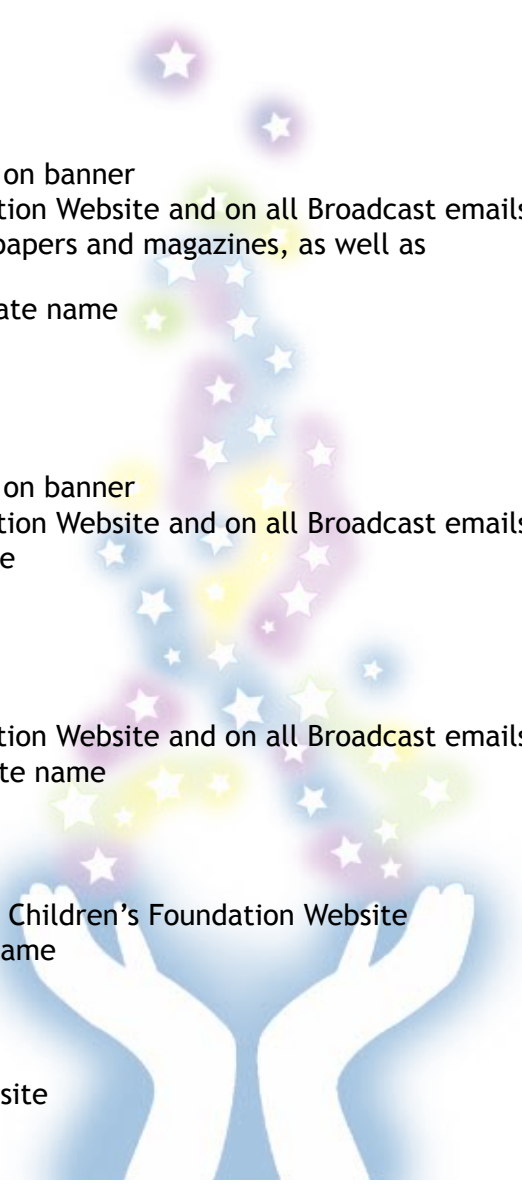 on banner
tion Website and on all Broadcast emails
papers and magazines, as well as
ate name
on banner
tion Website and on all Broadcast emails
e
tion Website and on all Broadcast emails
te name
Children’s Foundation Website
ame
site